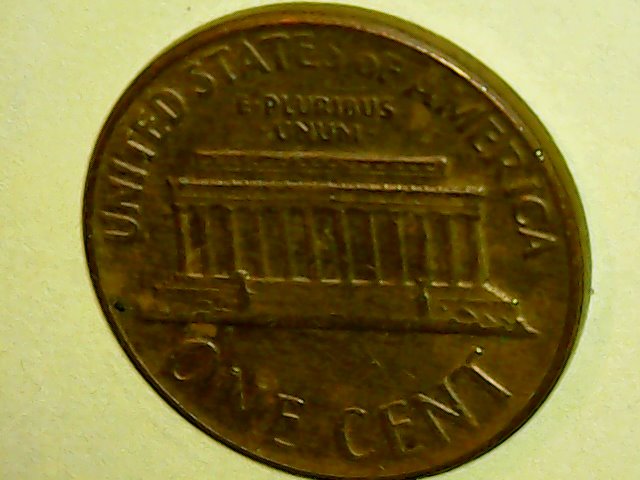 UNITED STATES OF AMERICA
E·PLURIBUS
·UNUM·
ONE CENT